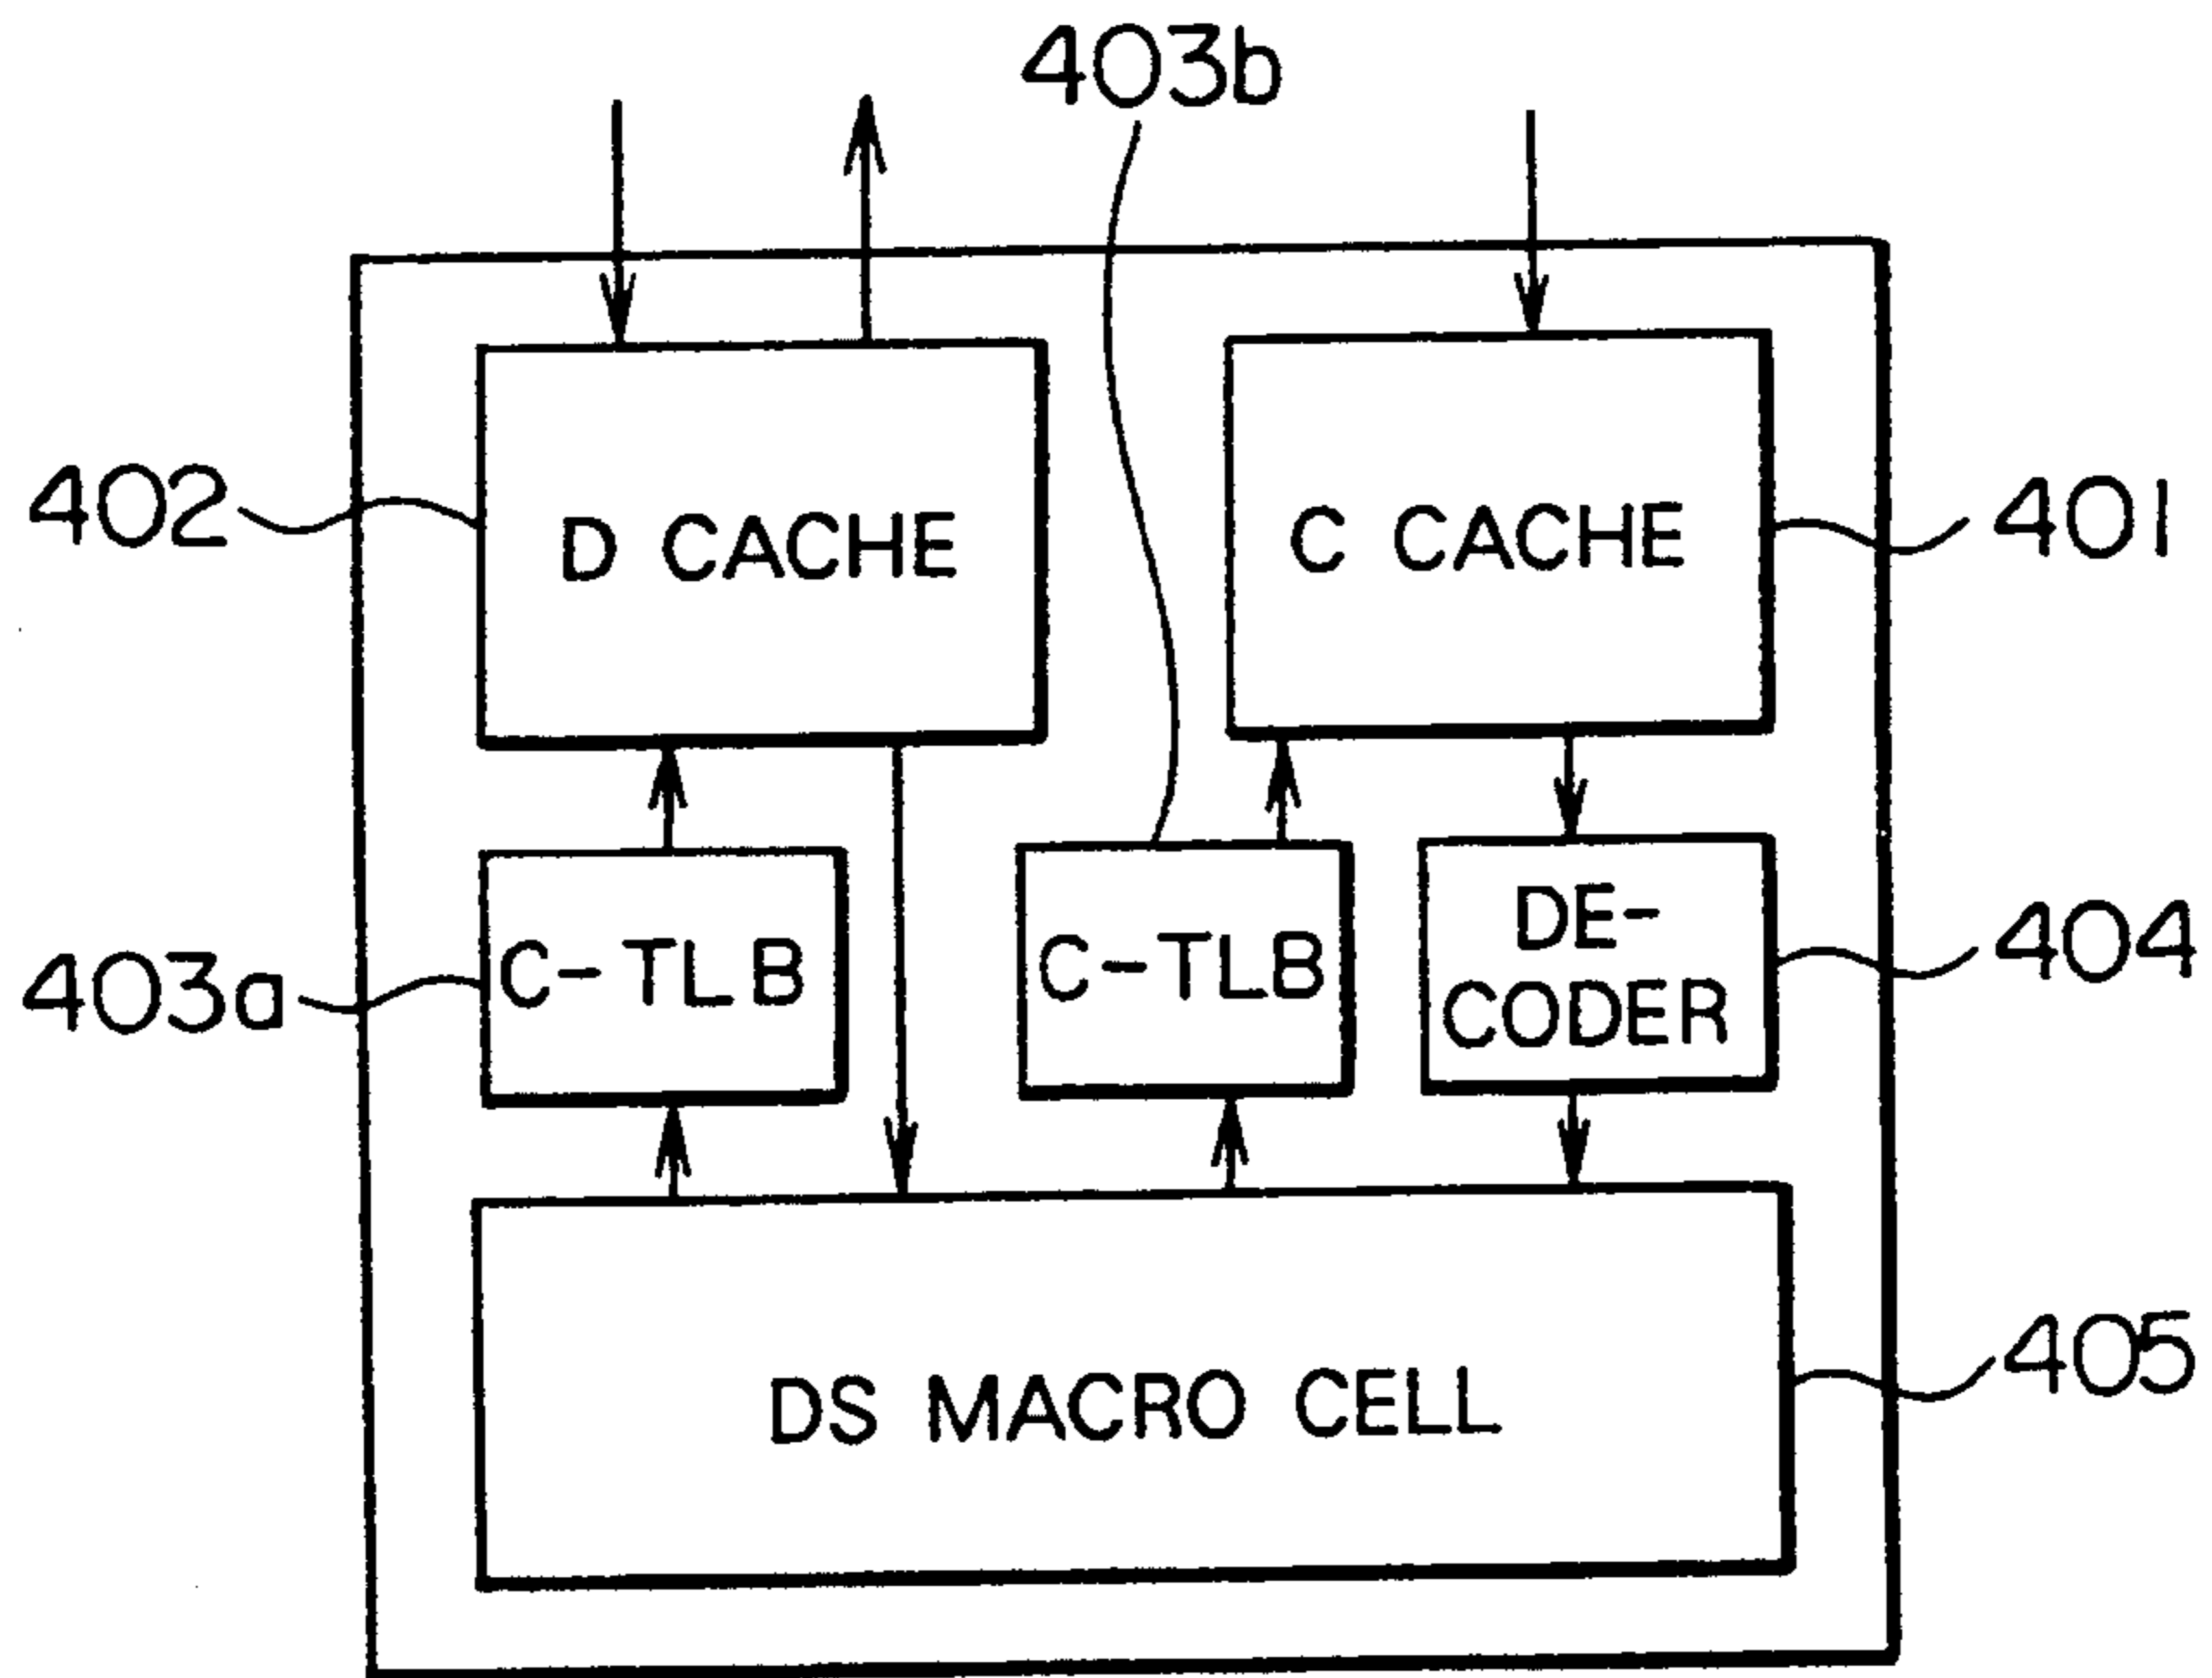 403b
402
D CACHE
C CACHE
401
403a
C-TLB
C-TLB
DE-
CODER
404
DS MACRO CELL
405